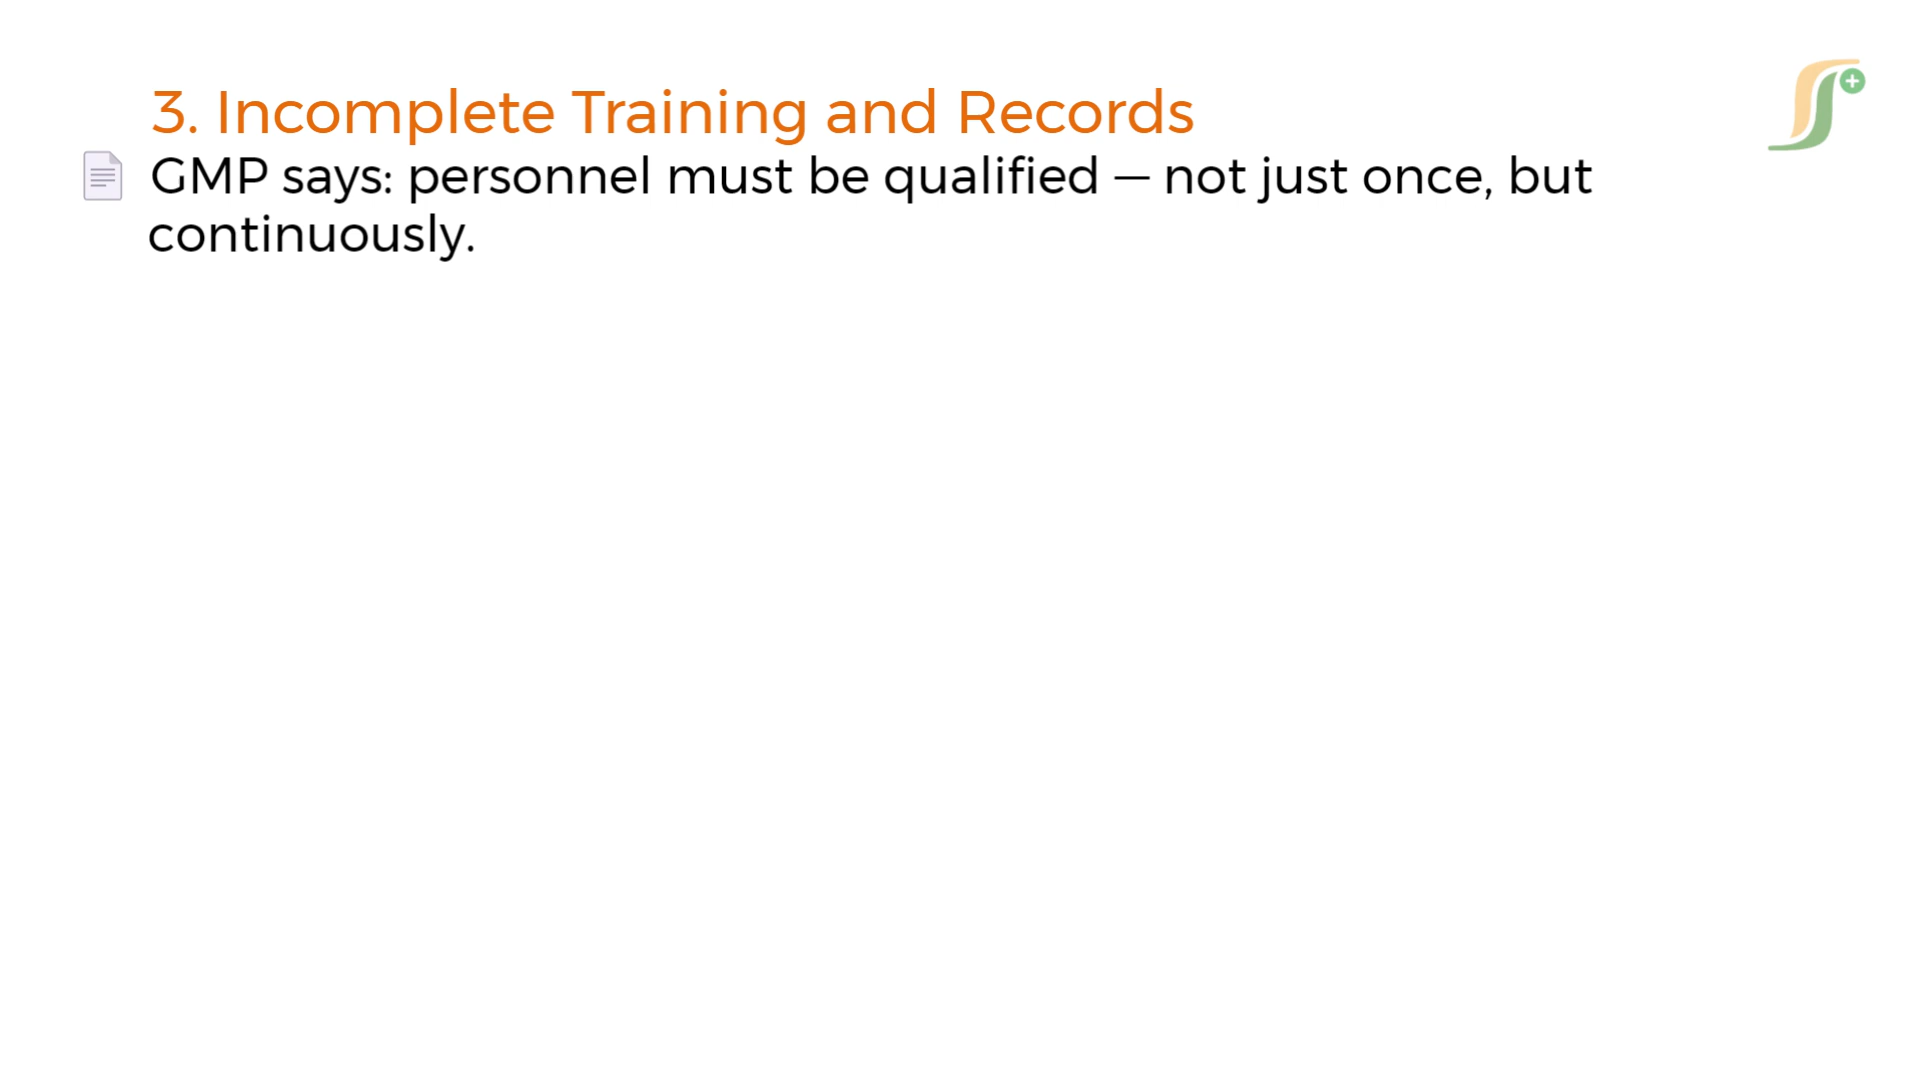 3. Incomplete Training and Records
GMP says: personnel must be qualified — not just once, but
continuously.